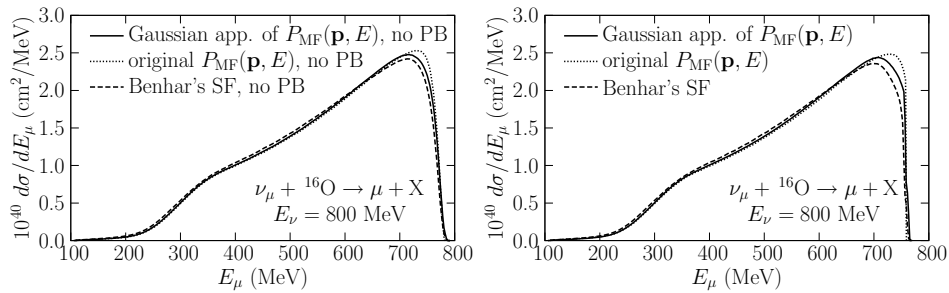 Gaussian app. of P_MF(p, E), no PB
original P_MF(p, E), no PB
Benhar's SF, no PB
ν_μ + ¹⁶O → μ + X
E_ν = 800 MeV
10⁴⁰ dσ/dE_μ (cm²/MeV)
3.0
2.5
2.0
1.5
1.0
0.5
0.0
100 200 300 400 500 600 700 800
E_μ (MeV)
Gaussian app. of P_MF(p, E)
original P_MF(p, E)
Benhar's SF
ν_μ + ¹⁶O → μ + X
E_ν = 800 MeV
10⁴⁰ dσ/dE_μ (cm²/MeV)
3.0
2.5
2.0
1.5
1.0
0.5
0.0
100 200 300 400 500 600 700 800
E_μ (MeV)